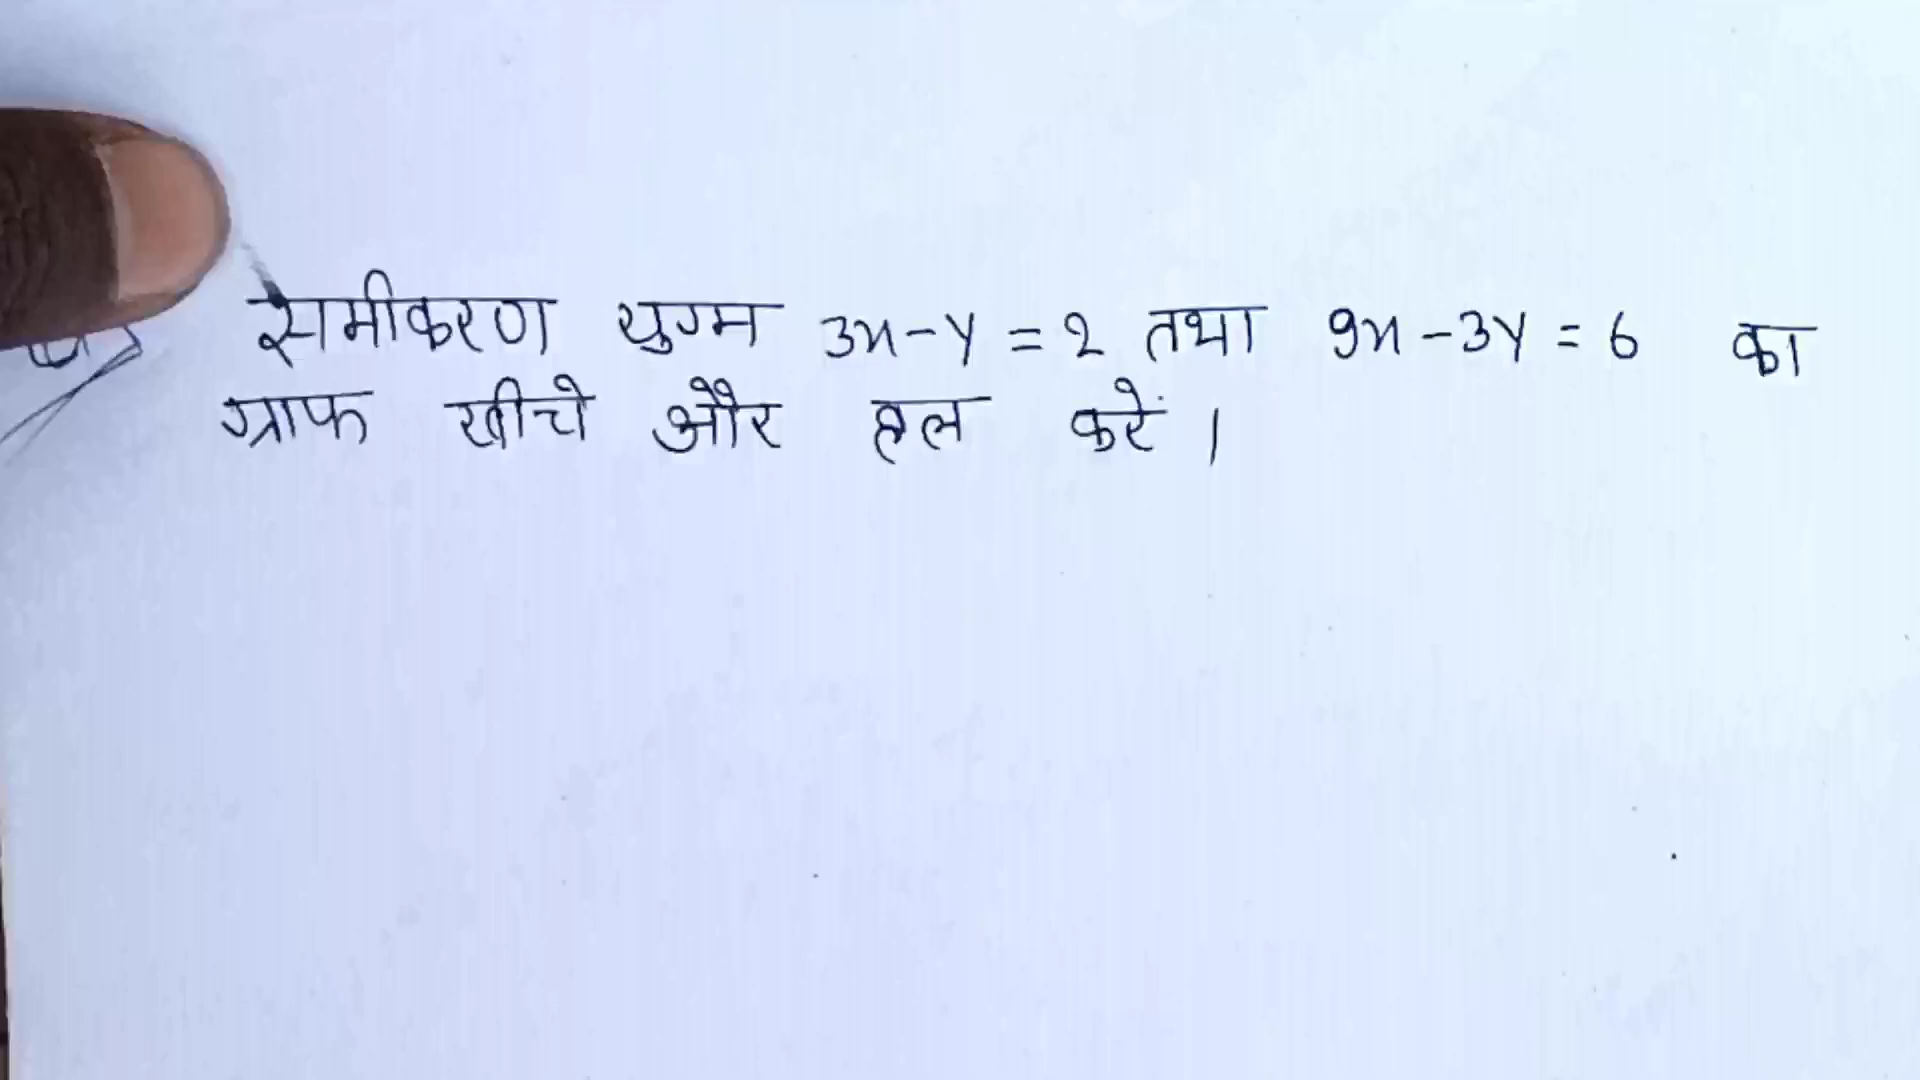 समीकरण युग्म 3x-y=2 तथा 9x-3y=6 का
ग्राफ खीचे और हल करें।